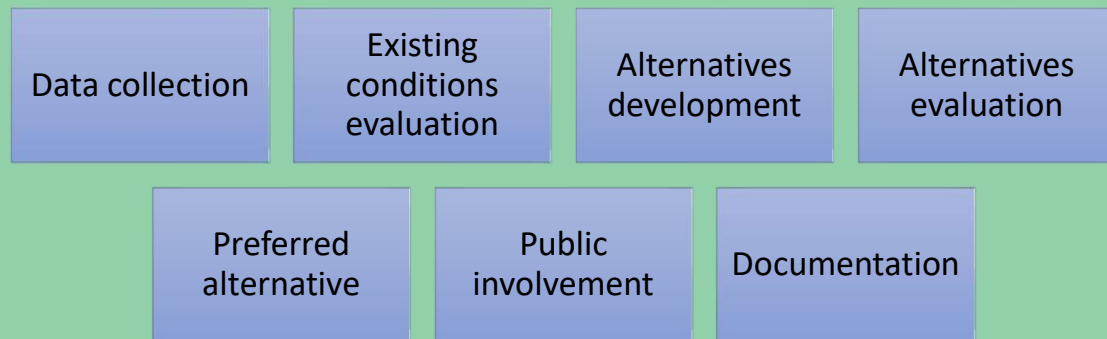 Data collection
Existing
conditions
evaluation
Alternatives
development
Alternatives
evaluation
Preferred
alternative
Public
involvement
Documentation